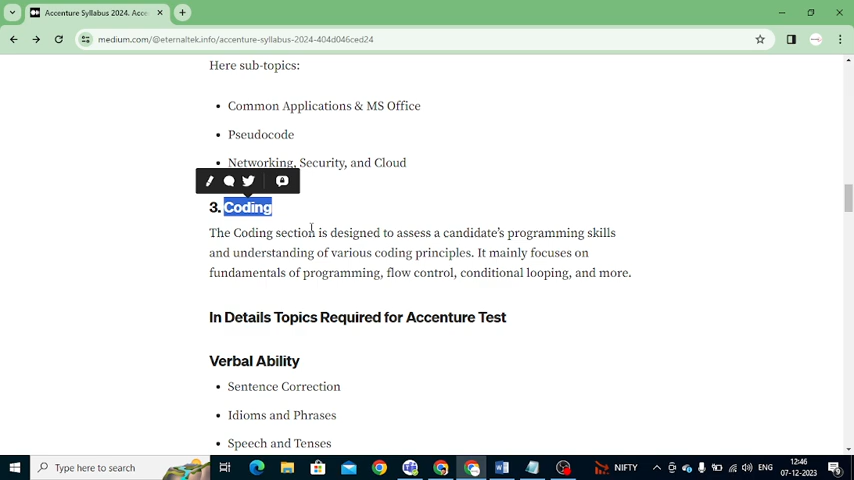 Accenture Syllabus 2024. Acce
medium.com/@eternaltek.info/accenture-syllabus-2024-404d046ced24
Here sub-topics:
• Common Applications & MS Office
• Pseudocode
• Networking, Security, and Cloud
3. Coding
The Coding section is designed to assess a candidate's programming skills
and understanding of various coding principles. It mainly focuses on
fundamentals of programming, flow control, conditional looping, and more.
In Details Topics Required for Accenture Test
Verbal Ability
• Sentence Correction
• Idioms and Phrases
• Speech and Tenses
Type here to search
NIFTY
ENG
12:46
07-12-2023